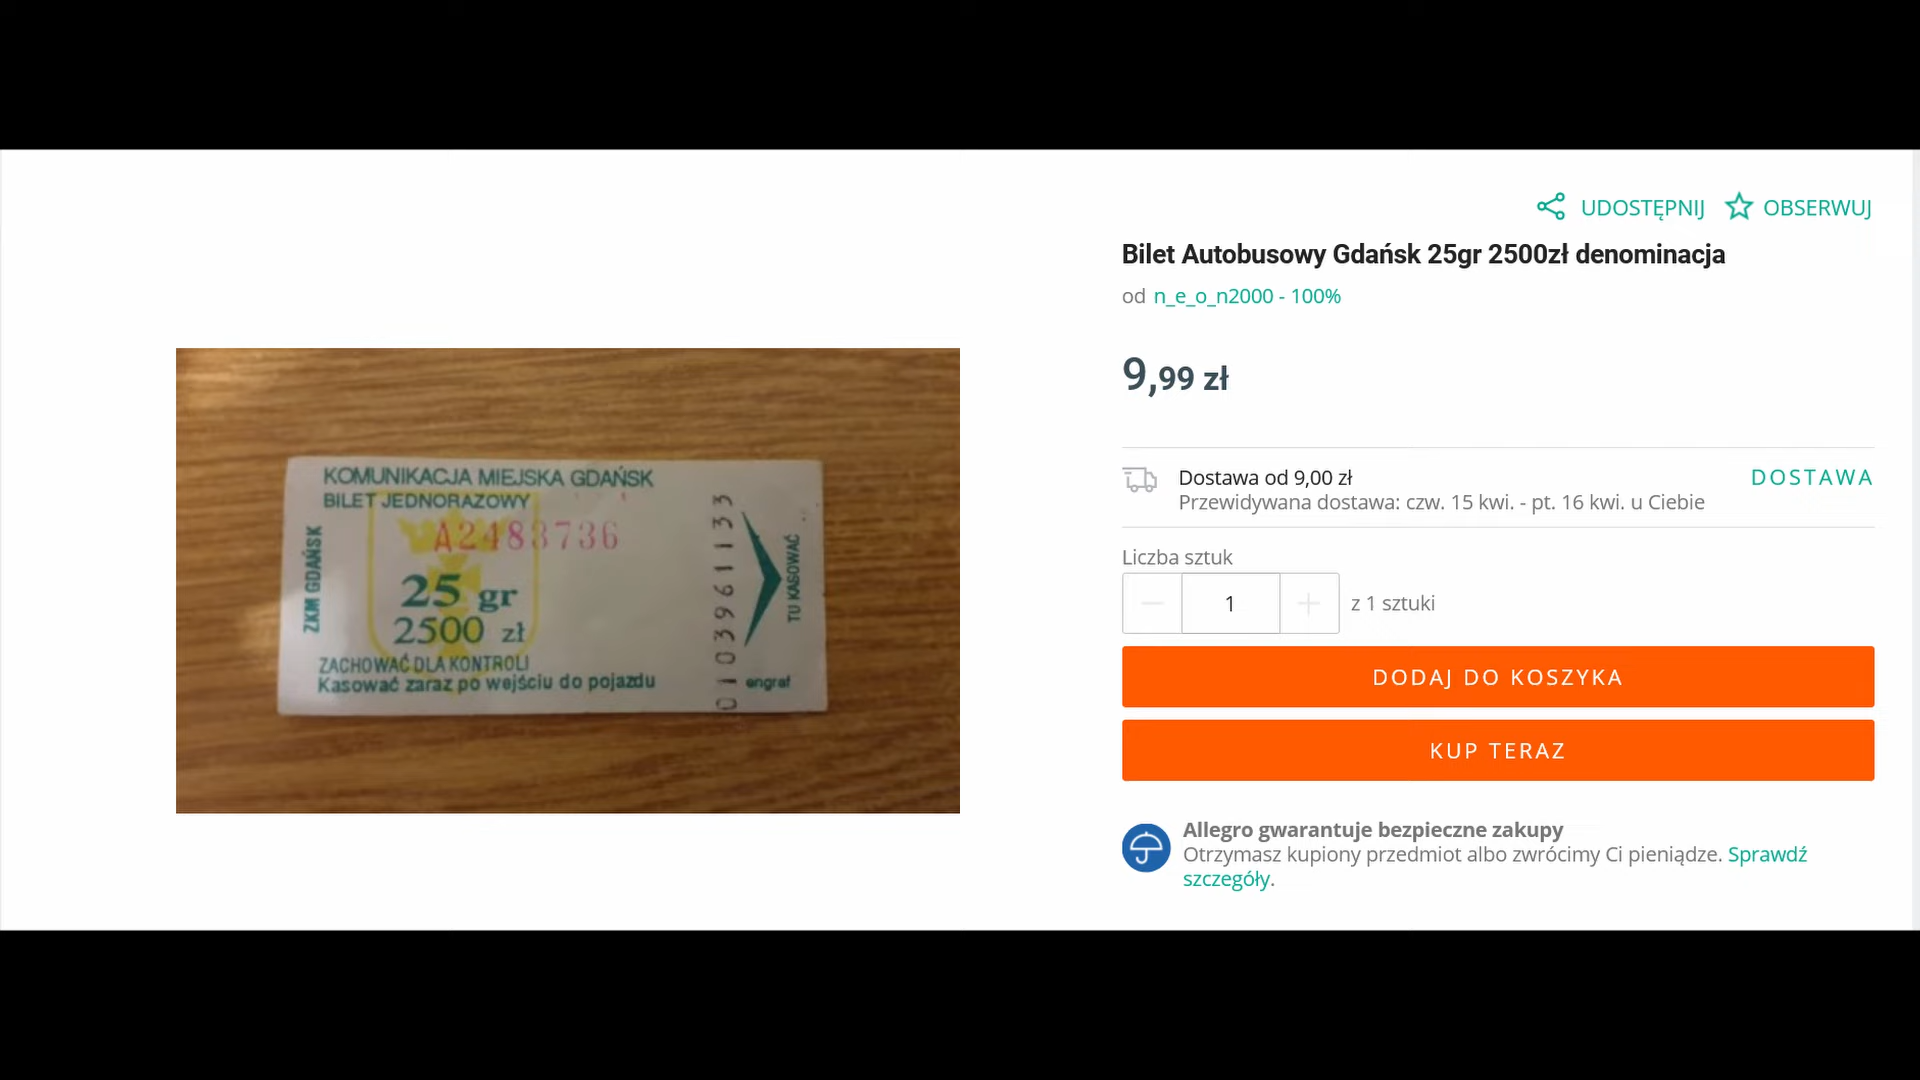 UDOSTĘPNIJ OBSERWUJ
Bilet Autobusowy Gdańsk 25gr 2500zł denominacja
od n_e_o_n2000 - 100%
9,99 zł
Dostawa od 9,00 zł
DOSTAWA
Przewidywana dostawa: czw. 15 kwi. - pt. 16 kwi. u Ciebie
Liczba sztuk
1 z 1 sztuki
DODAJ DO KOSZYKA
KUP TERAZ
Allegro gwarantuje bezpieczne zakupy
Otrzymasz kupiony przedmiot albo zwrócimy Ci pieniądze. Sprawdź
szczegóły.
KOMUNIKACJA MIEJSKA GDAŃSK
BILET JEDNORAZOWY
A2483736
ZKM GDAŃSK
25 gr
2500 zł
ZACHOWAĆ DLA KONTROLI
Kasować zaraz po wejściu do pojazdu
0103961133
TU KASOWAĆ
engraf